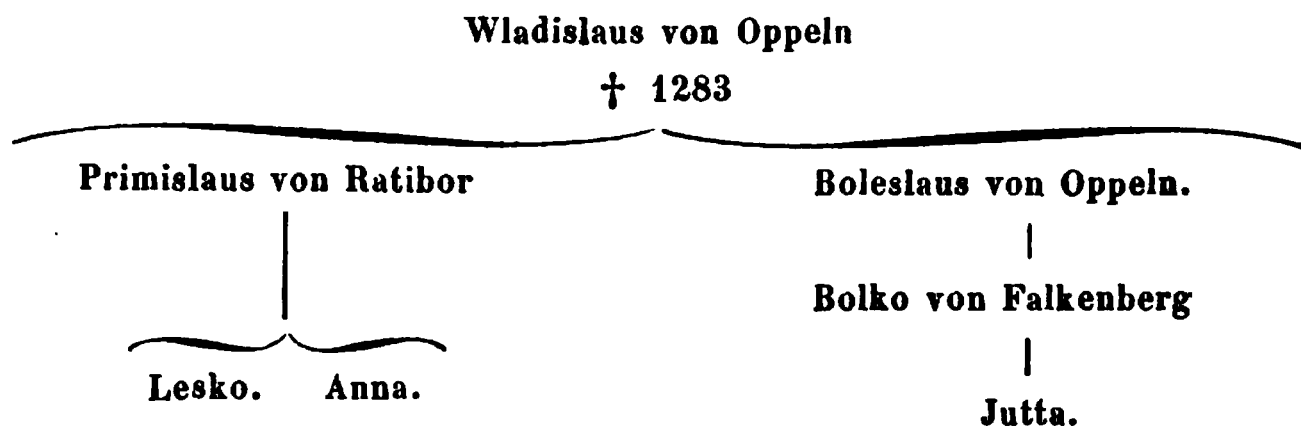 Wladislaus von Oppeln
† 1283
Primislaus von Ratibor
Boleslaus von Oppeln.
Bolko von Falkenberg
Lesko. Anna.
Jutta.